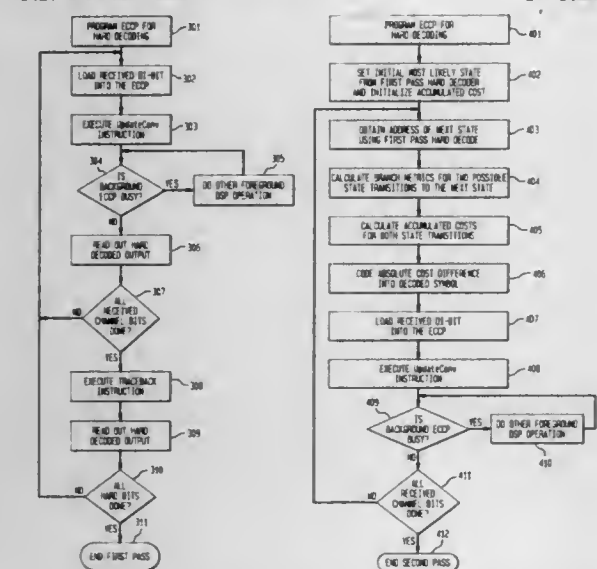 PROGRAM ECCP FOR
HARD DECODING
301
LOAD RECEIVED DI-BIT
INTO THE ECCP
302
EXECUTE UpdateConv
INSTRUCTION
303
304
IS
BACKGROUND
ECCP BUSY?
YES
305
DO OTHER FOREGROUND
DSP OPERATION
NO
READ OUT HARD
DECODED OUTPUT
306
307
ALL
RECEIVED
CHANNEL BITS
DONE?
NO
YES
EXECUTE TRACEBACK
INSTRUCTION
308
READ OUT HARD
DECODED OUTPUT
309
310
ALL
HARD BITS
DONE?
NO
YES
311
END FIRST PASS
PROGRAM ECCP FOR
HARD DECODING
401
SET INITIAL MOST LIKELY STATE
FROM FIRST PASS HARD DECODER
AND INITIALIZE ACCUMULATED COST
402
OBTAIN ADDRESS OF NEXT STATE
USING FIRST PASS HARD DECODE
403
CALCULATE BRANCH METRICS FOR TWO POSSIBLE
STATE TRANSITIONS TO THE NEXT STATE
404
CALCULATE ACCUMULATED COSTS
FOR BOTH STATE TRANSITIONS
405
CODE ABSOLUTE COST DIFFERENCE
INTO DECODED SYMBOL
406
LOAD RECEIVED DI-BIT
INTO THE ECCP
407
EXECUTE UpdateConv
INSTRUCTION
408
409
IS
BACKGROUND ECCP
BUSY?
YES
DO OTHER FOREGROUND
DSP OPERATION
410
NO
411
ALL
RECEIVED
CHANNEL BITS
DONE?
NO
YES
412
END SECOND PASS